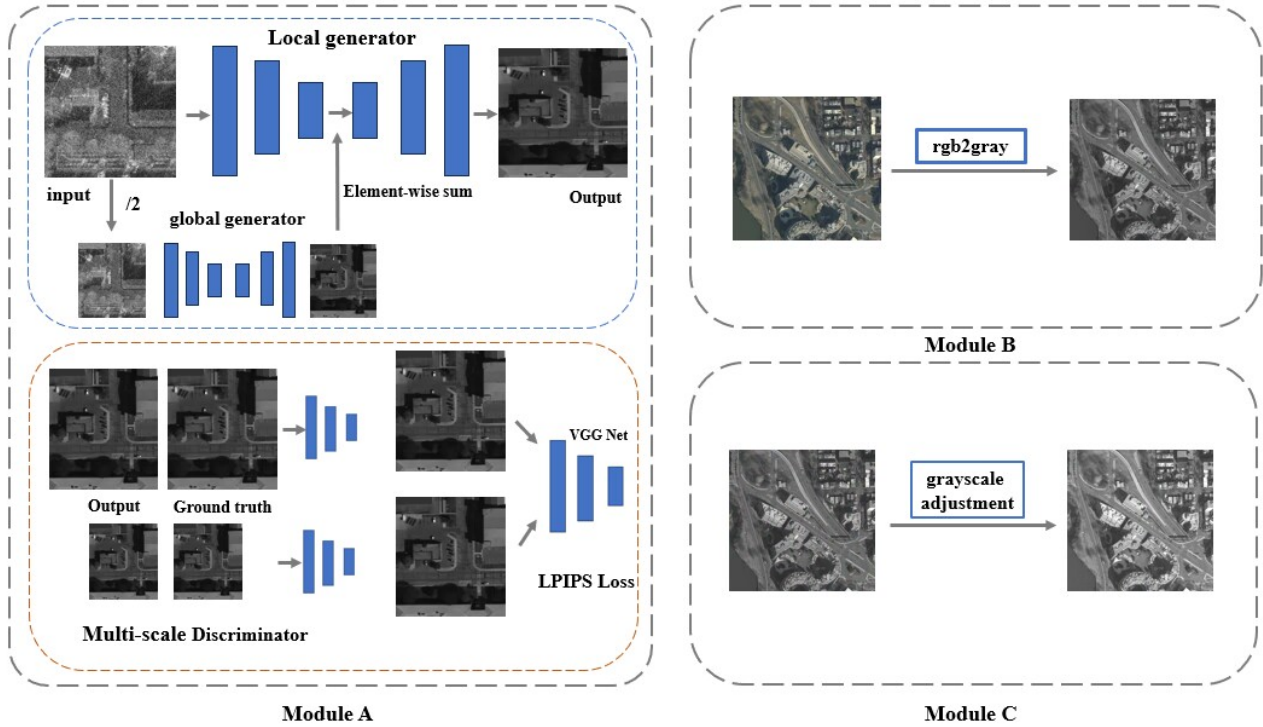 Local generator
input
/2
Element-wise sum
Output
global generator
Output
Ground truth
VGG Net
LPIPS Loss
Multi-scale Discriminator
Module A
rgb2gray
Module B
grayscale
adjustment
Module C